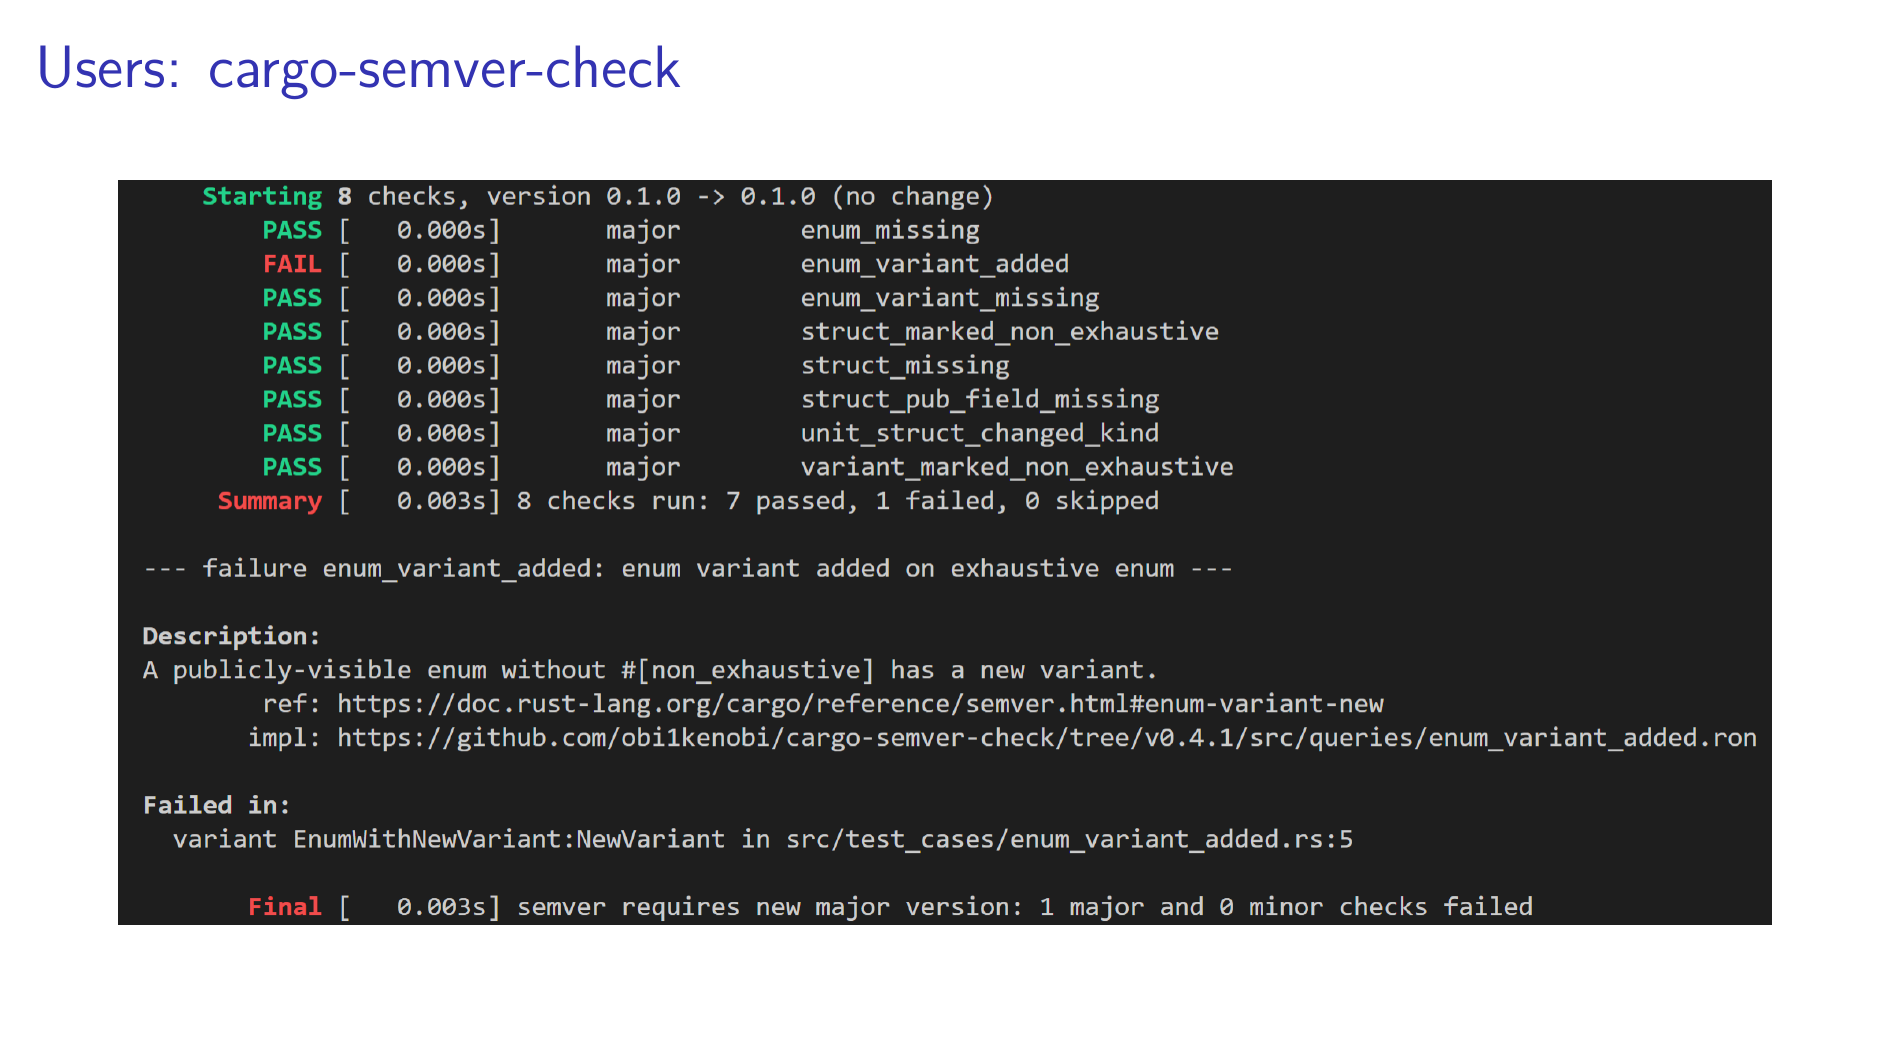 Users: cargo-semver-check
Starting 8 checks, version 0.1.0 -> 0.1.0 (no change)
PASS [   0.000s]       major        enum_missing
FAIL [   0.000s]       major        enum_variant_added
PASS [   0.000s]       major        enum_variant_missing
PASS [   0.000s]       major        struct_marked_non_exhaustive
PASS [   0.000s]       major        struct_missing
PASS [   0.000s]       major        struct_pub_field_missing
PASS [   0.000s]       major        unit_struct_changed_kind
PASS [   0.000s]       major        variant_marked_non_exhaustive
Summary [   0.003s] 8 checks run: 7 passed, 1 failed, 0 skipped
--- failure enum_variant_added: enum variant added on exhaustive enum ---
Description:
A publicly-visible enum without #[non_exhaustive] has a new variant.
ref: https://doc.rust-lang.org/cargo/reference/semver.html#enum-variant-new
impl: https://github.com/obi1kenobi/cargo-semver-check/tree/v0.4.1/src/queries/enum_variant_added.ron
Failed in:
variant EnumWithNewVariant:NewVariant in src/test_cases/enum_variant_added.rs:5
Final [   0.003s] semver requires new major version: 1 major and 0 minor checks failed